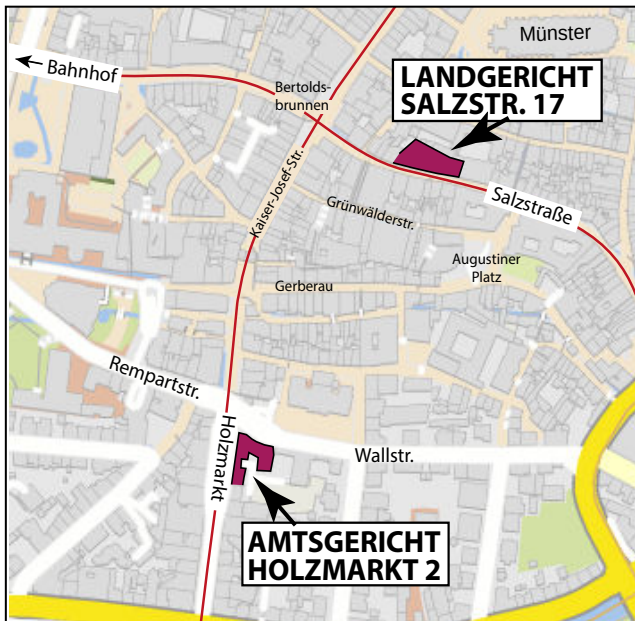 Münster
← Bahnhof
LANDGERICHT
SALZSTR. 17
Bertolds-
brunnen
Kaiser-Josef-Str.
Salzstraße
Grünwälderstr.
Augustiner
Platz
Gerberau
H
Rempartstr.
Holzmarkt
Wallstr.
AMTSGERICHT
HOLZMARKT 2